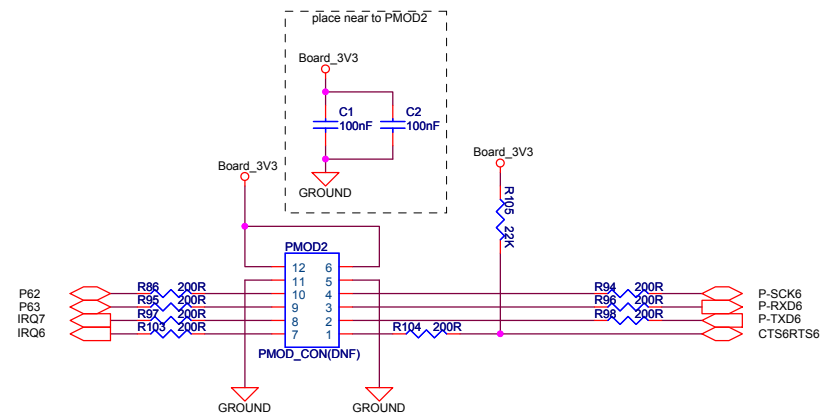 place near to PMOD2
Board_3V3
C1
100nF
C2
100nF
GROUND
Board_3V3
Board_3V3
R105
22K
PMOD2
12 6
11 5
10 4
9 3
8 2
7 1
PMOD_CON(DNF)
P62
R86 200R
P63
R95 200R
IRQ7
R97 200R
IRQ6
R103 200R
R94 200R
P-SCK6
R96 200R
P-RXD6
R98 200R
P-TXD6
R104 200R
CTS6RTS6
GROUND
GROUND